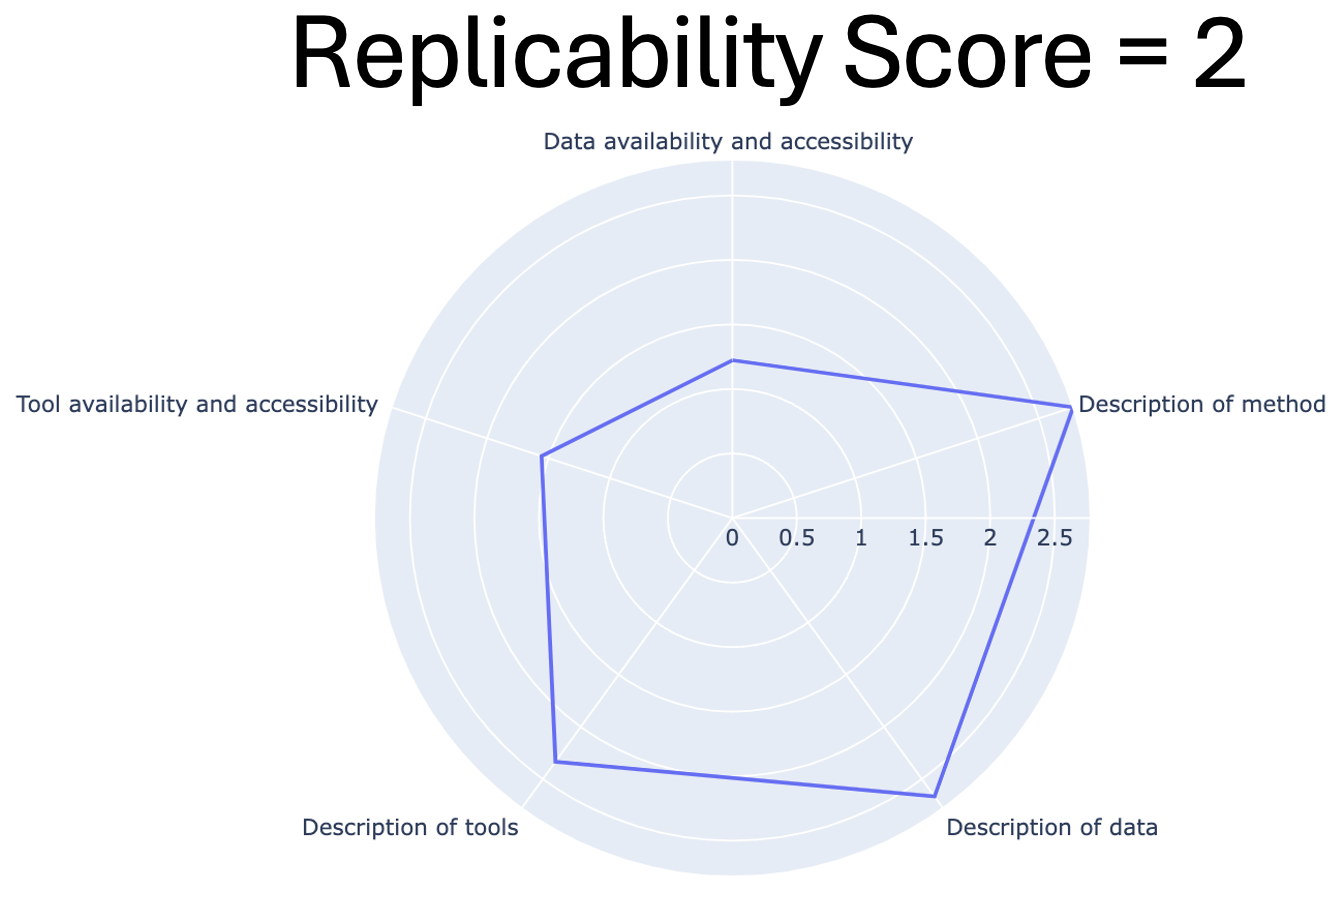 Replicability Score = 2
Data availability and accessibility
Tool availability and accessibility
Description of method
0 0.5 1 1.5 2 2.5
Description of tools
Description of data